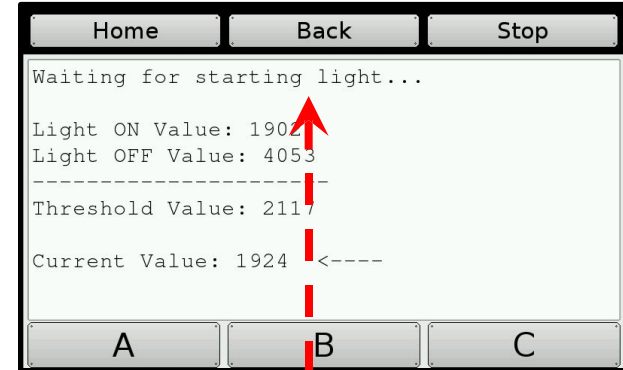 Home Back Stop
Waiting for starting light...
Light ON Value: 1902
Light OFF Value: 4053
----------------------
Threshold Value: 2117
Current Value: 1924 <----
A B C